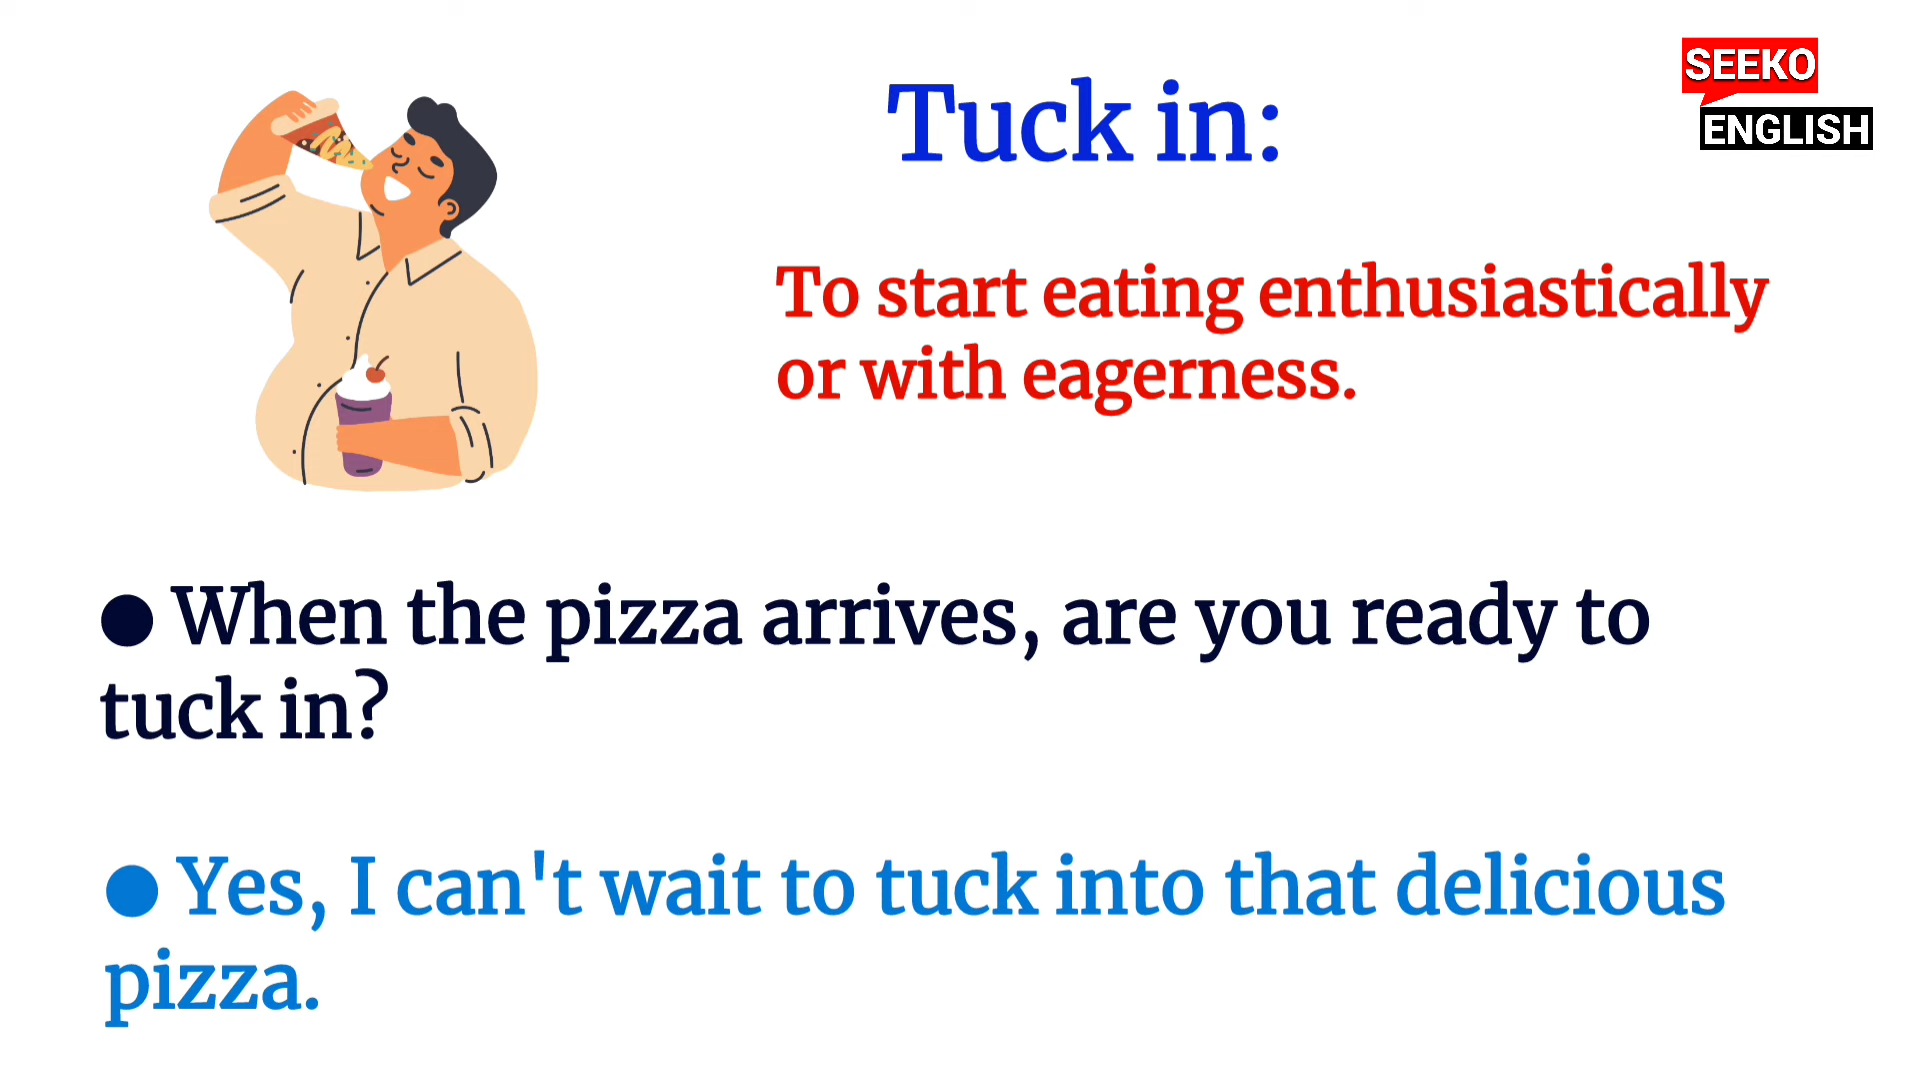 SEEKO
ENGLISH
Tuck in:
To start eating enthusiastically
or with eagerness.
● When the pizza arrives, are you ready to
tuck in?
● Yes, I can't wait to tuck into that delicious
pizza.